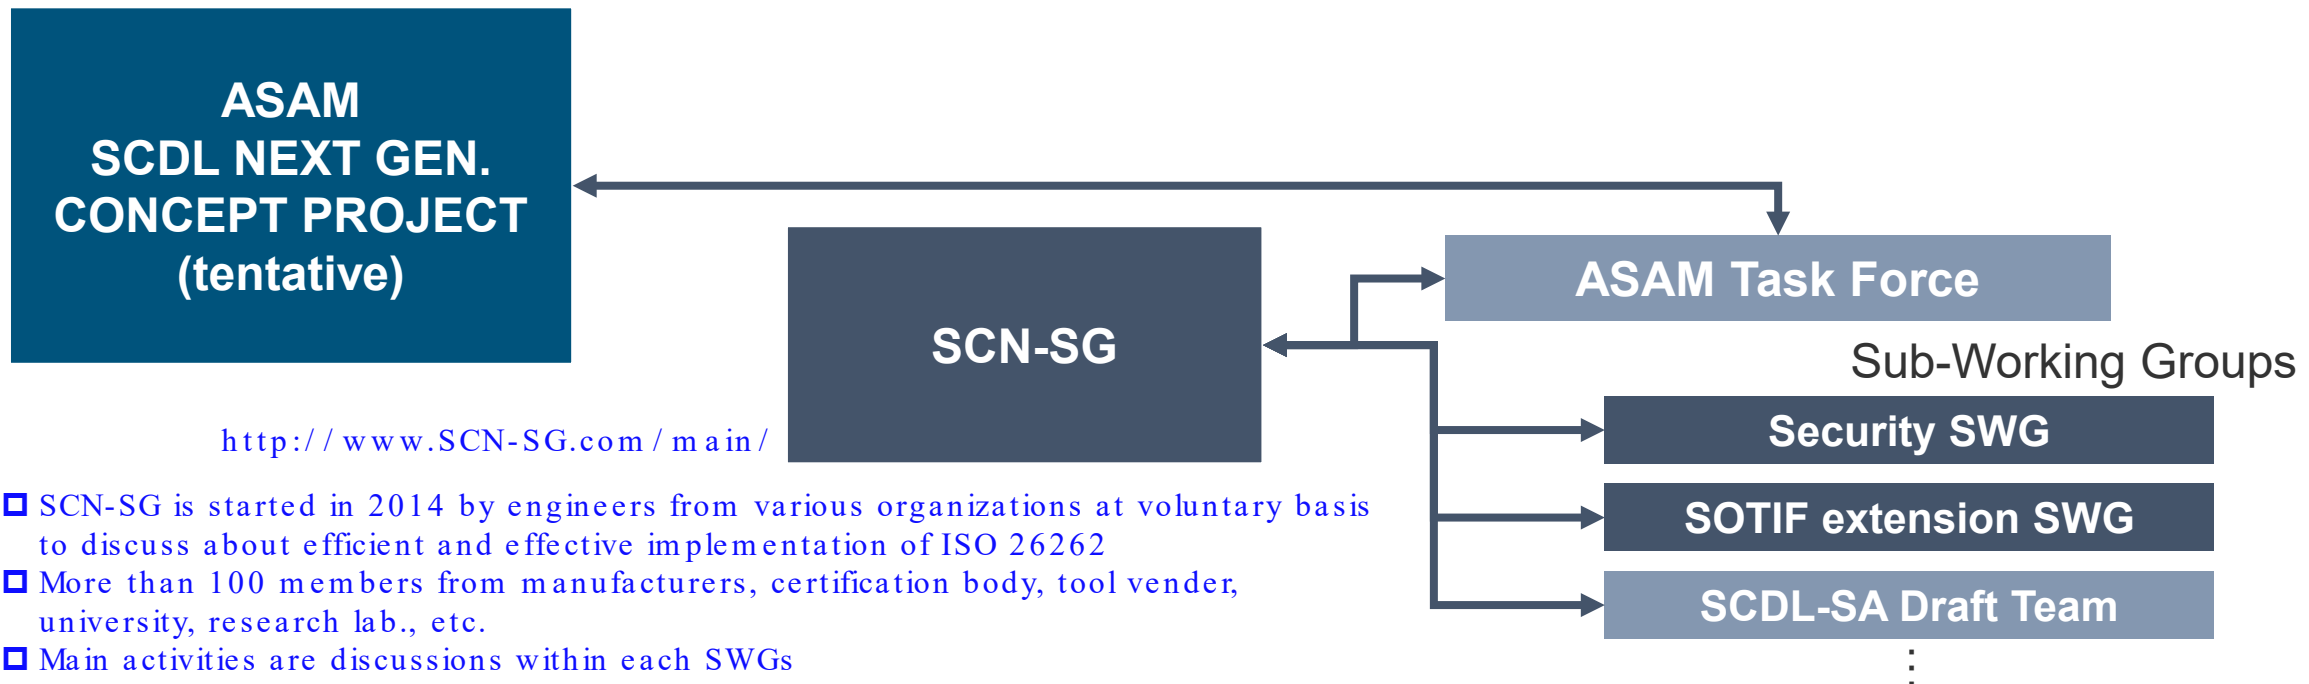 ASAM
SCDL NEXT GEN.
CONCEPT PROJECT
(tentative)
SCN-SG
ASAM Task Force
Sub-Working Groups
Security SWG
SOTIF extension SWG
SCDL-SA Draft Team
http://www.SCN-SG.com/main/
SCN-SG is started in 2014 by engineers from various organizations at voluntary basis
to discuss about efficient and effective implementation of ISO 26262
More than 100 members from manufacturers, certification body, tool vender,
university, research lab., etc.
Main activities are discussions within each SWGs